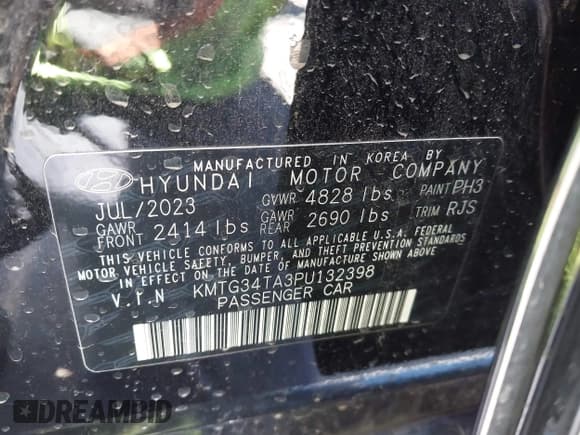 MANUFACTURED IN KOREA BY
HYUNDAI MOTOR COMPANY
JUL/2023 GVWR 4828 lbs PAINT PH3
GAWR FRONT 2414 lbs GAWR REAR 2690 lbs TRIM RJS
THIS VEHICLE CONFORMS TO ALL APPLICABLE U.S.A. FEDERAL
MOTOR VEHICLE SAFETY, BUMPER, AND THEFT PREVENTION STANDARDS
IN EFFECT ON THE DATE OF MANUFACTURE SHOWN ABOVE
V.I.N KMTG34TA3PU132398
PASSENGER CAR
DREAMBID